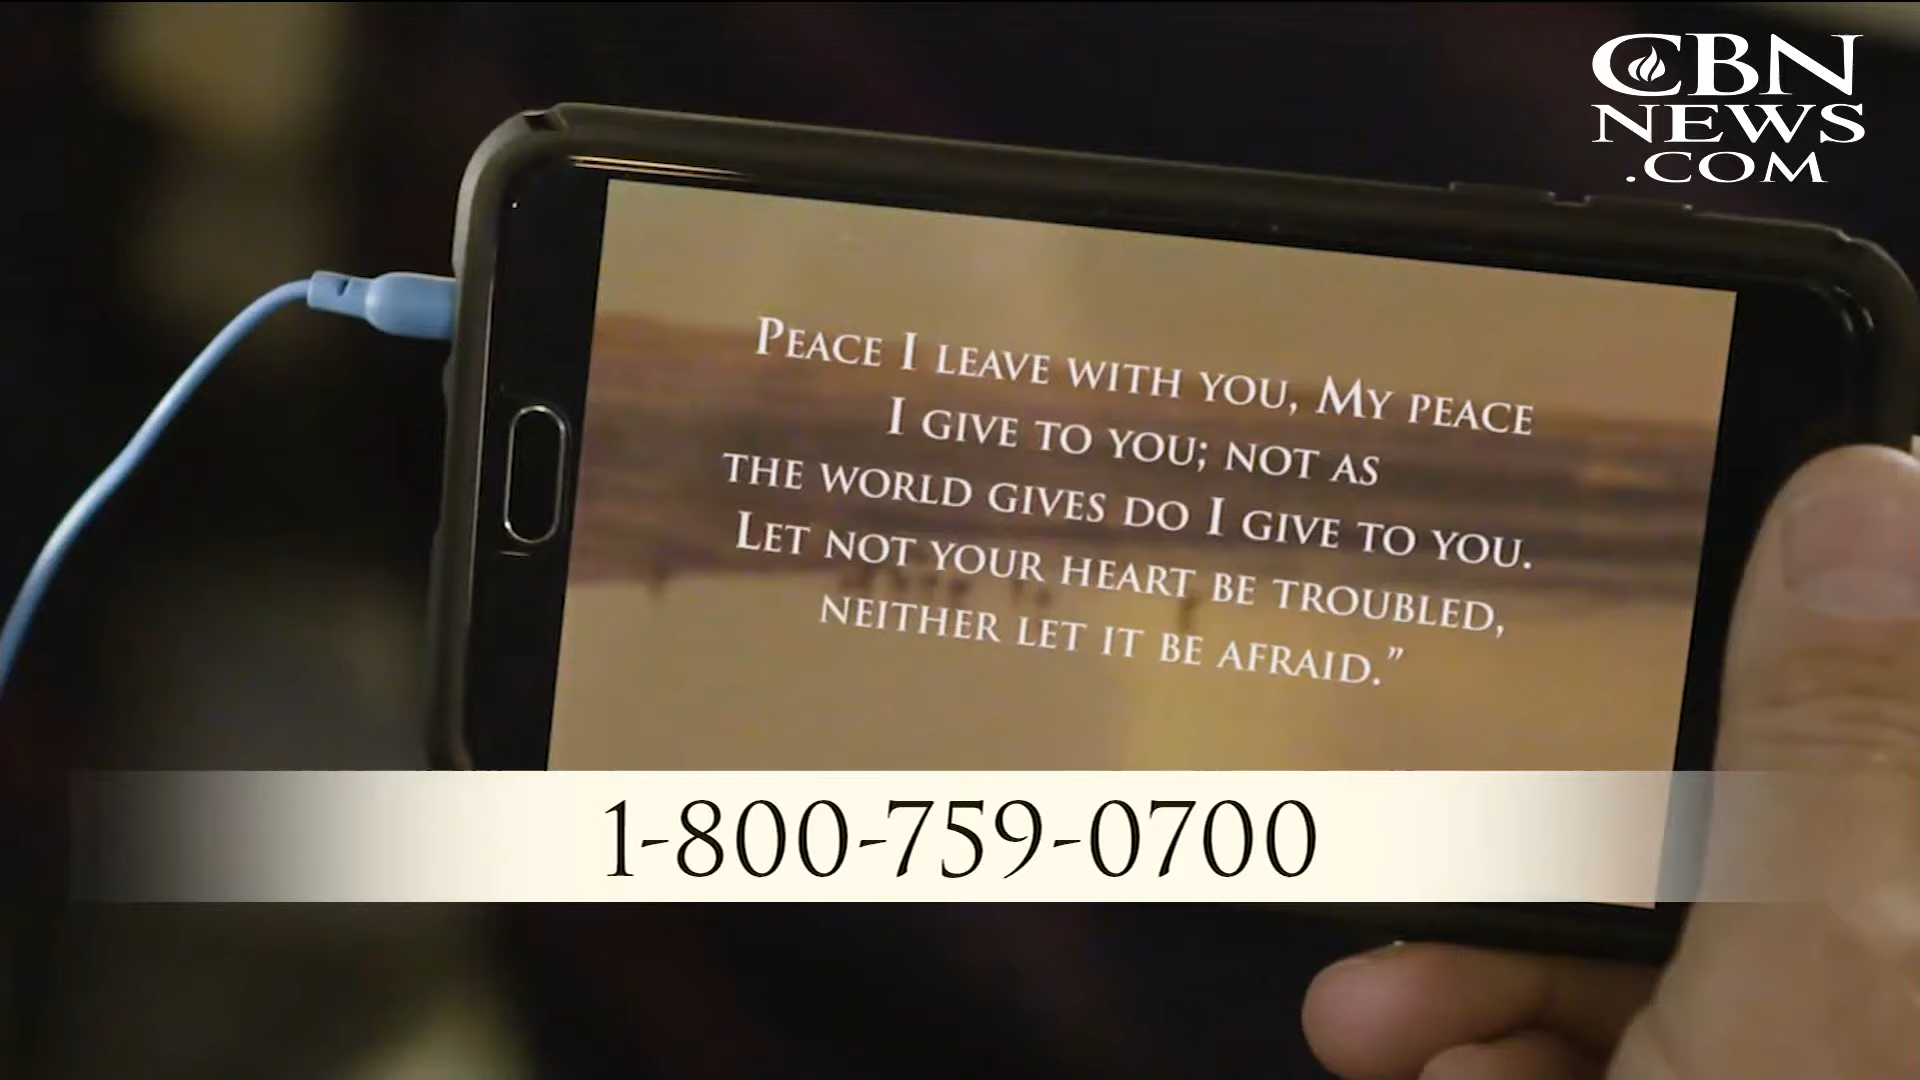 CBN
NEWS
.COM
PEACE I LEAVE WITH YOU, MY PEACE
I GIVE TO YOU; NOT AS
THE WORLD GIVES DO I GIVE TO YOU.
LET NOT YOUR HEART BE TROUBLED,
NEITHER LET IT BE AFRAID.”
1-800-759-0700